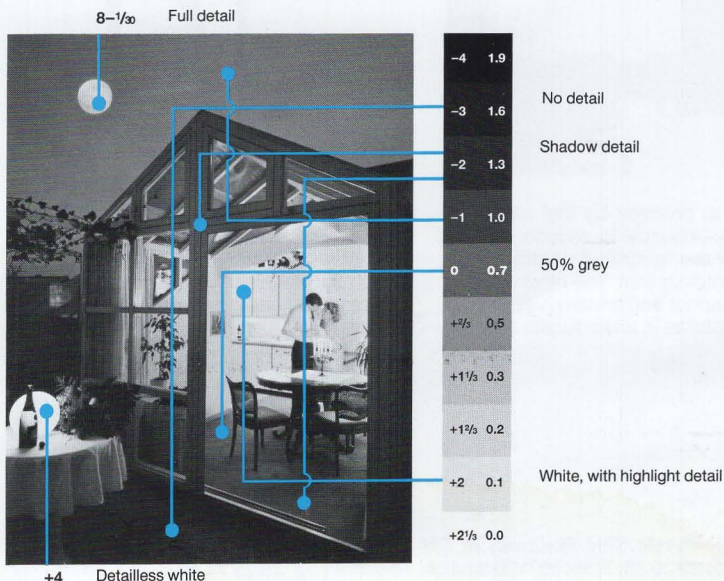 8–1/30 Full detail
–4 1.9
–3 1.6
No detail
–2 1.3
Shadow detail
–1 1.0
0 0.7
50% grey
+2/3 0,5
+1 1/3 0.3
+1 2/3 0.2
+2 0.1
White, with highlight detail
+2 1/3 0.0
+4 Detailless white